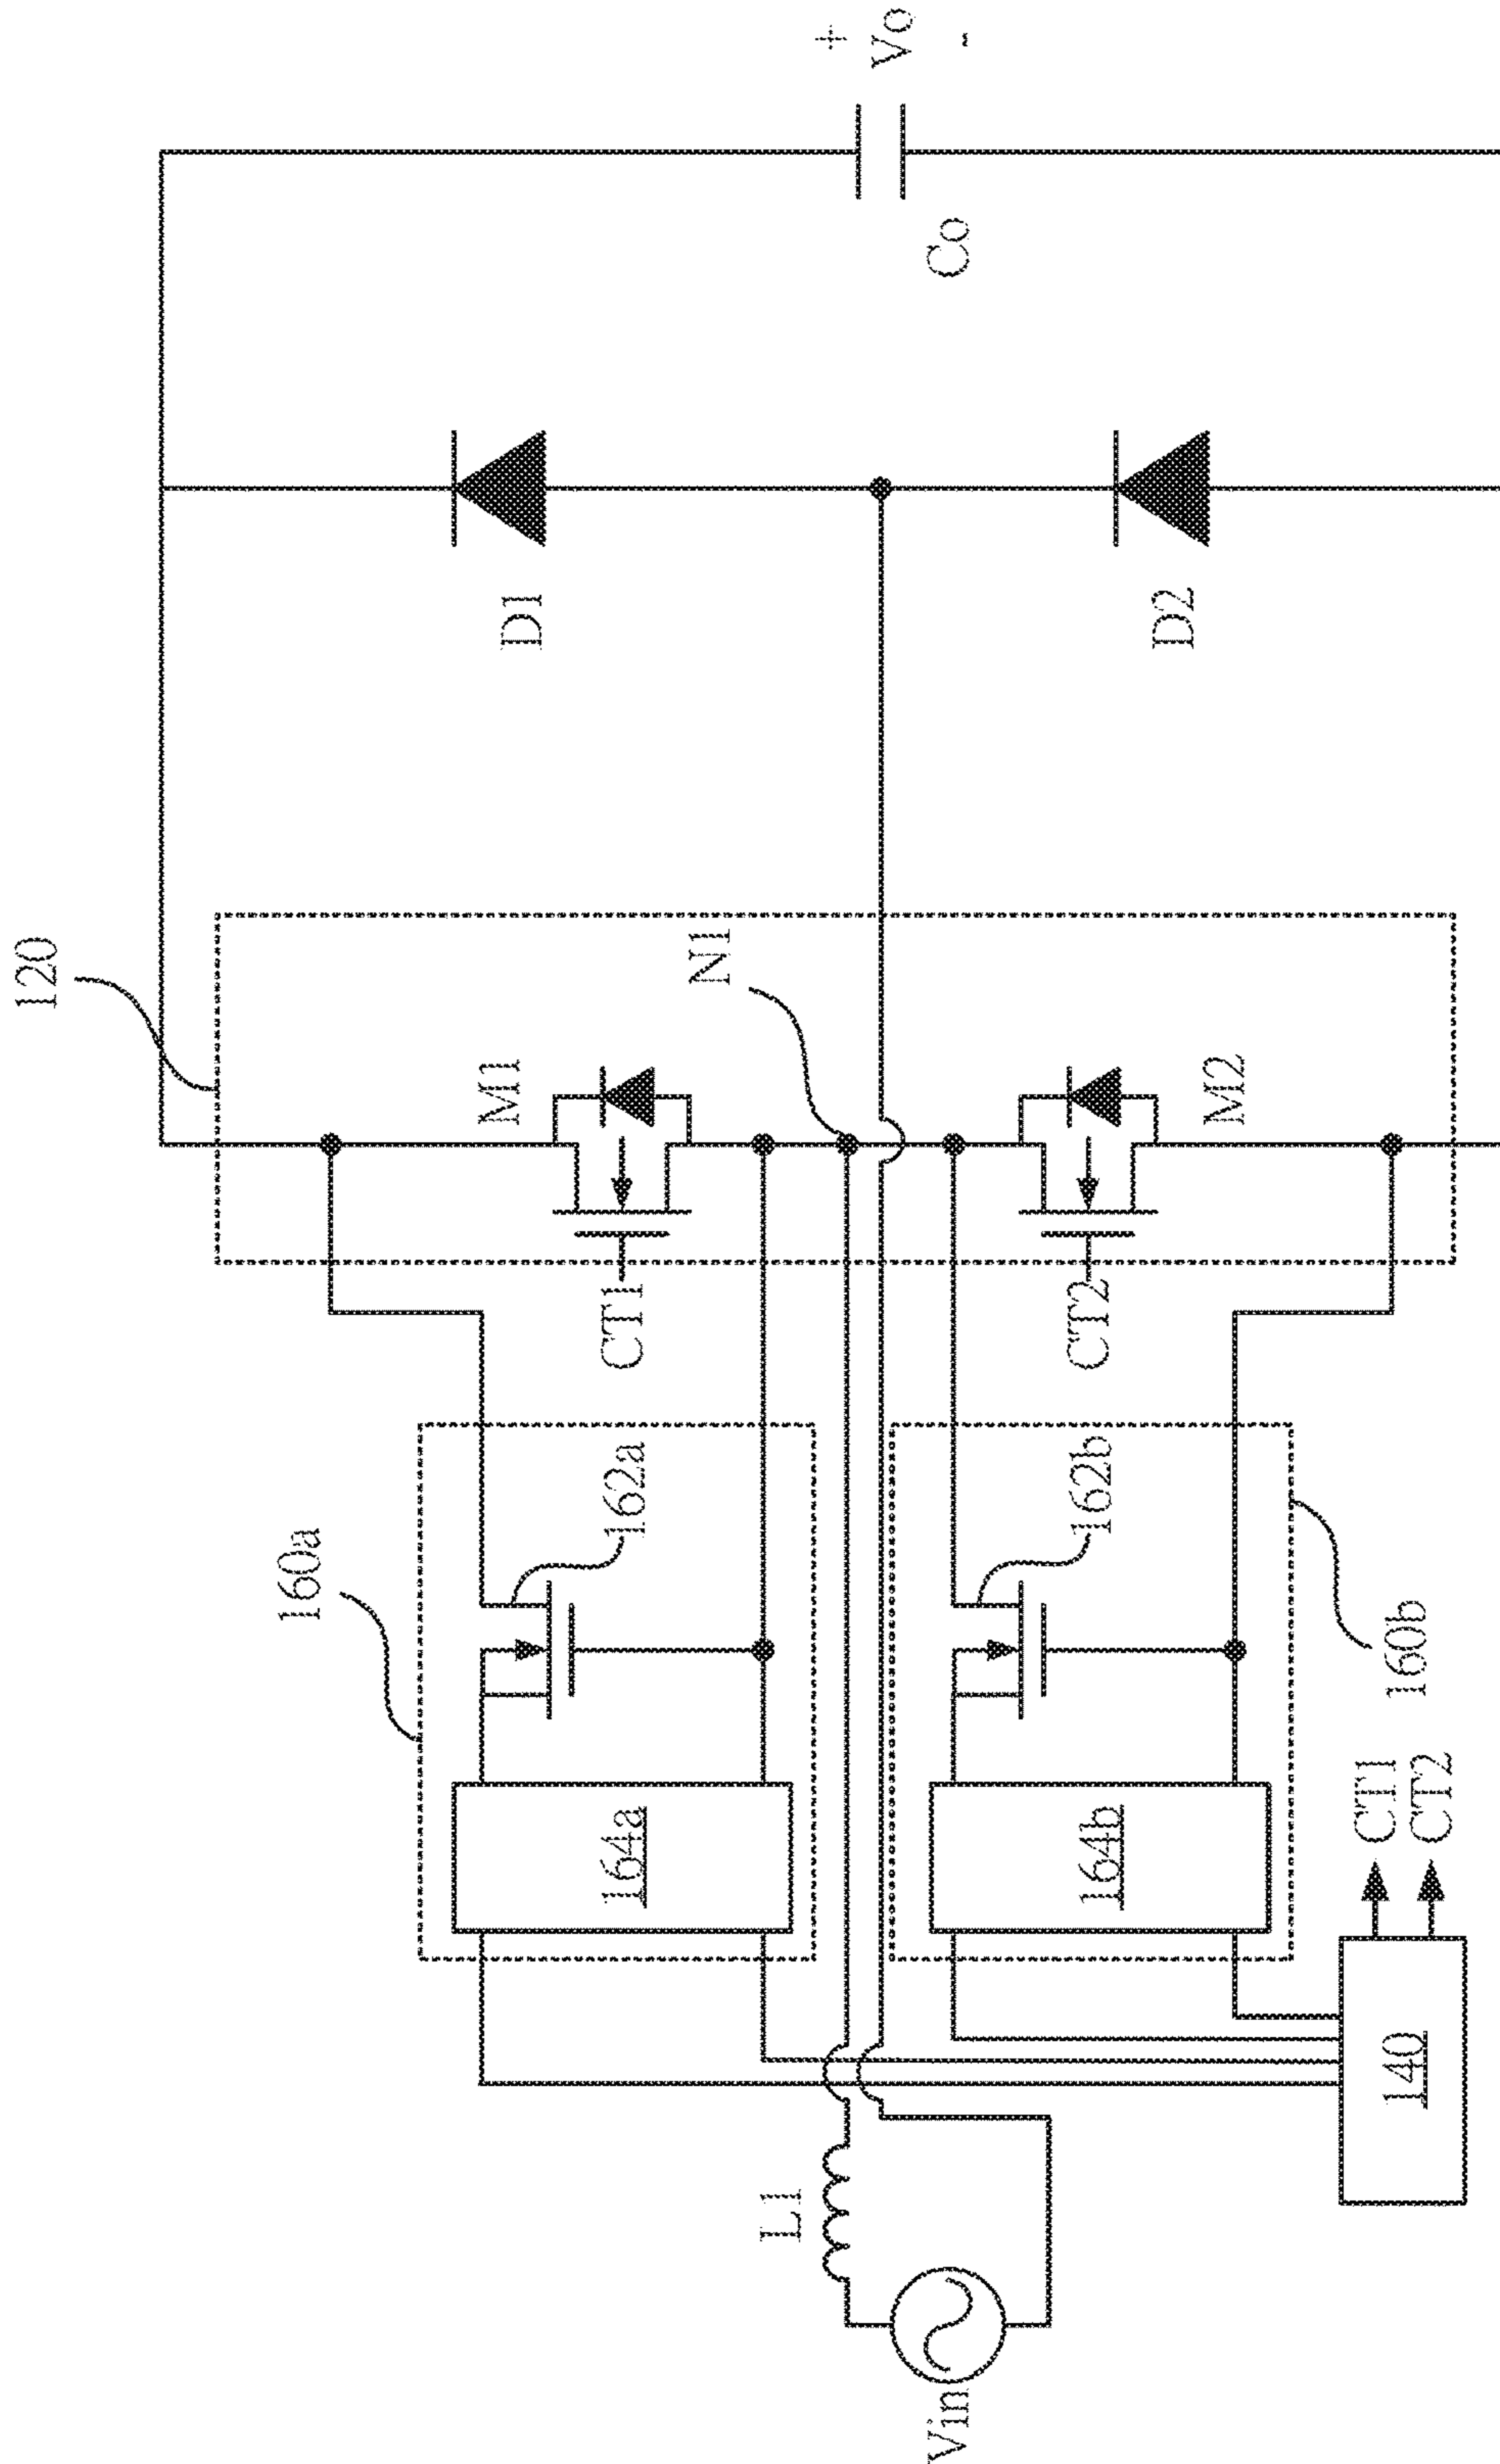 120
160a
M1
D1
+
Vo
-
Co
N1
CT1
162a
164a
L1
Vin
M2
D2
CT2
162b
164b
160b
CT1
CT2
140